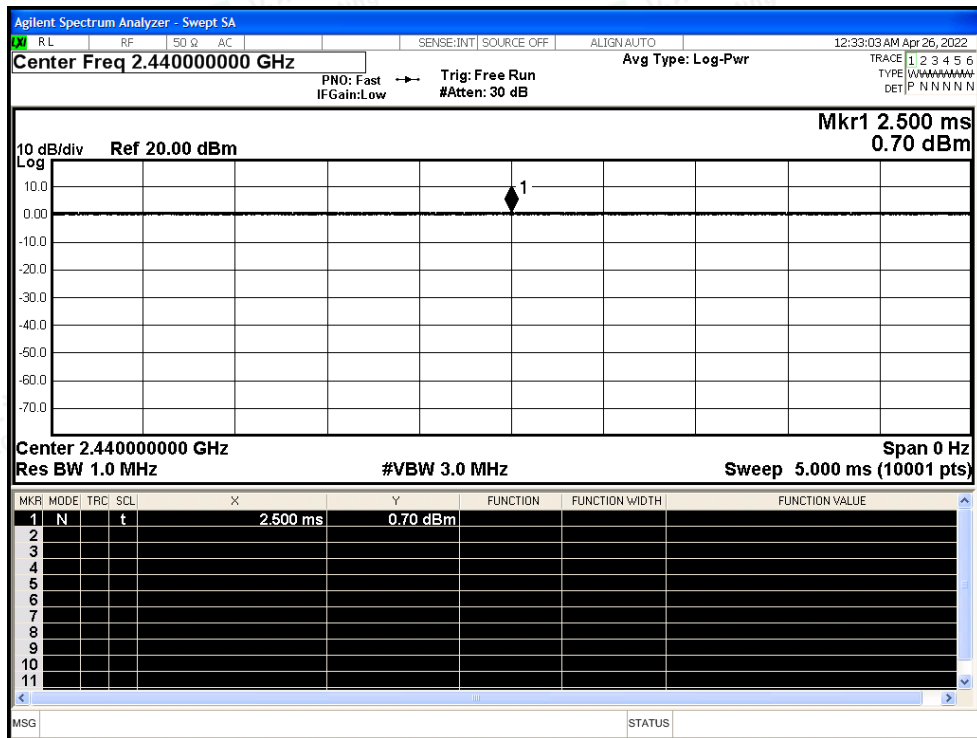 Agilent Spectrum Analyzer - Swept SA
LXI RL RF 50 Ω AC SENSE:INT SOURCE OFF ALIGNAUTO 12:33:03 AM Apr 26, 2022
Center Freq 2.440000000 GHz
PNO: Fast
IFGain:Low
Trig: Free Run
#Atten: 30 dB
Avg Type: Log-Pwr
TRACE 1 2 3 4 5 6
TYPE
DET P N N N N N
Mkr1 2.500 ms
0.70 dBm
10 dB/div Ref 20.00 dBm
Log
10.0
0.00
-10.0
-20.0
-30.0
-40.0
-50.0
-60.0
-70.0
1
Center 2.440000000 GHz Span 0 Hz
Res BW 1.0 MHz #VBW 3.0 MHz Sweep 5.000 ms (10001 pts)
MKR MODE TRC SCL X Y FUNCTION FUNCTION WIDTH FUNCTION VALUE
1 N t 2.500 ms 0.70 dBm
2
3
4
5
6
7
8
9
10
11
MSG STATUS